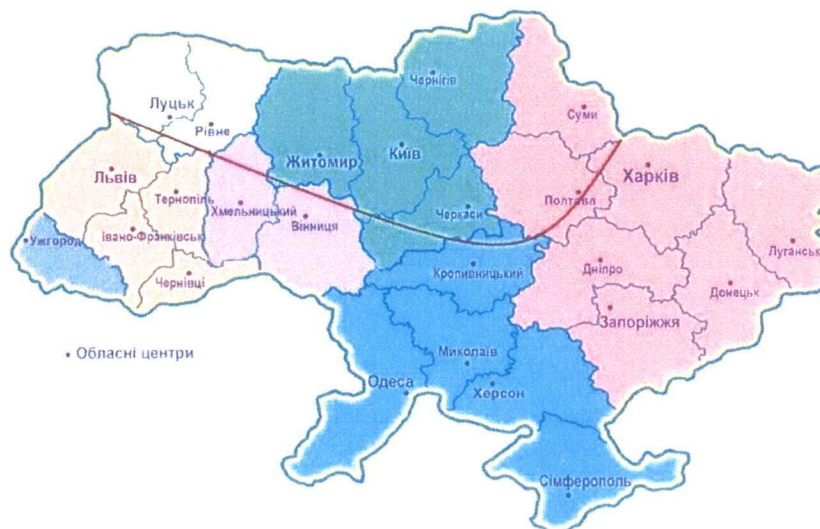 Чернігів
Луцьк
Суми
Рівне
Житомир
Київ
Львів
Харків
Тернопіль
Полтава
Хмельницький
Черкаси
Вінниця
Івано-Франківськ
Ужгород
Луганськ
Дніпро
Кропивницький
Чернівці
Донецьк
Запоріжжя
• Обласні центри
Миколаїв
Одеса
Херсон
Сімферополь